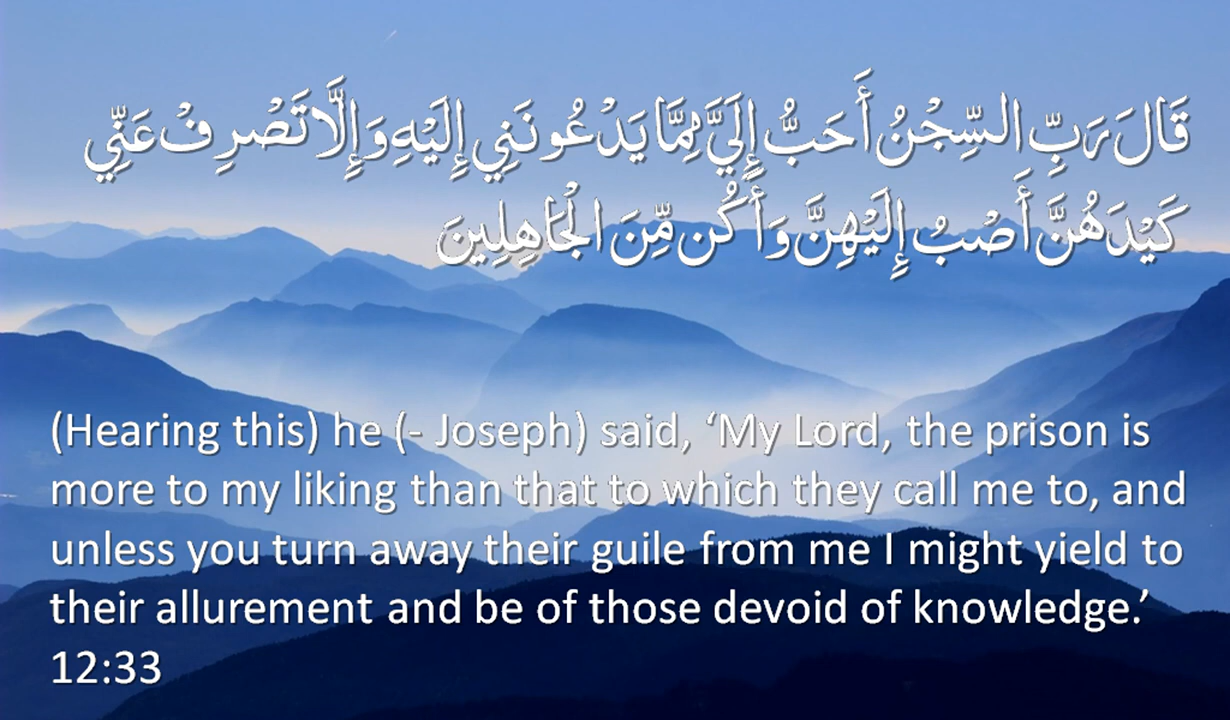 قَالَ رَبِّ السِّجْنُ أَحَبُّ إِلَيَّ مِمَّا يَدْعُونَنِي إِلَيْهِ وَإِلَّا تَصْرِفْ عَنِّي
كَيْدَهُنَّ أَصْبُ إِلَيْهِنَّ وَأَكُن مِّنَ الْجَاهِلِينَ
(Hearing this) he (- Joseph) said, ‘My Lord, the prison is
more to my liking than that to which they call me to, and
unless you turn away their guile from me I might yield to
their allurement and be of those devoid of knowledge.’
12:33